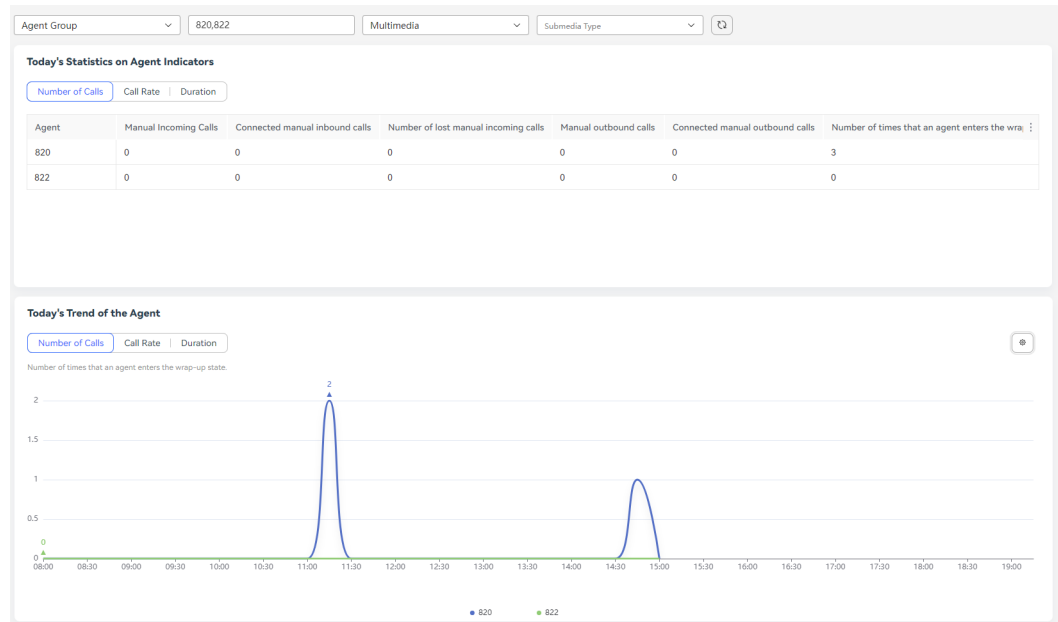 Agent Group 820,822 Multimedia Submedia Type
Today's Statistics on Agent Indicators
Number of Calls Call Rate Duration
Agent Manual Incoming Calls Connected manual inbound calls Number of lost manual incoming calls Manual outbound calls Connected manual outbound calls Number of times that an agent enters the
820 0 0 0 0 0 3
822 0 0 0 0 0 0
Today's Trend of the Agent
Number of Calls Call Rate Duration
Number of times that an agent enters the wrap-up state.
2
2
1.5
1
0.5
0
0
08:00 08:30 09:00 09:30 10:00 10:30 11:00 11:30 12:00 12:30 13:00 13:30 14:00 14:30 15:00 15:30 16:00 16:30 17:00 17:30 18:00 18:30 19:00
820 822